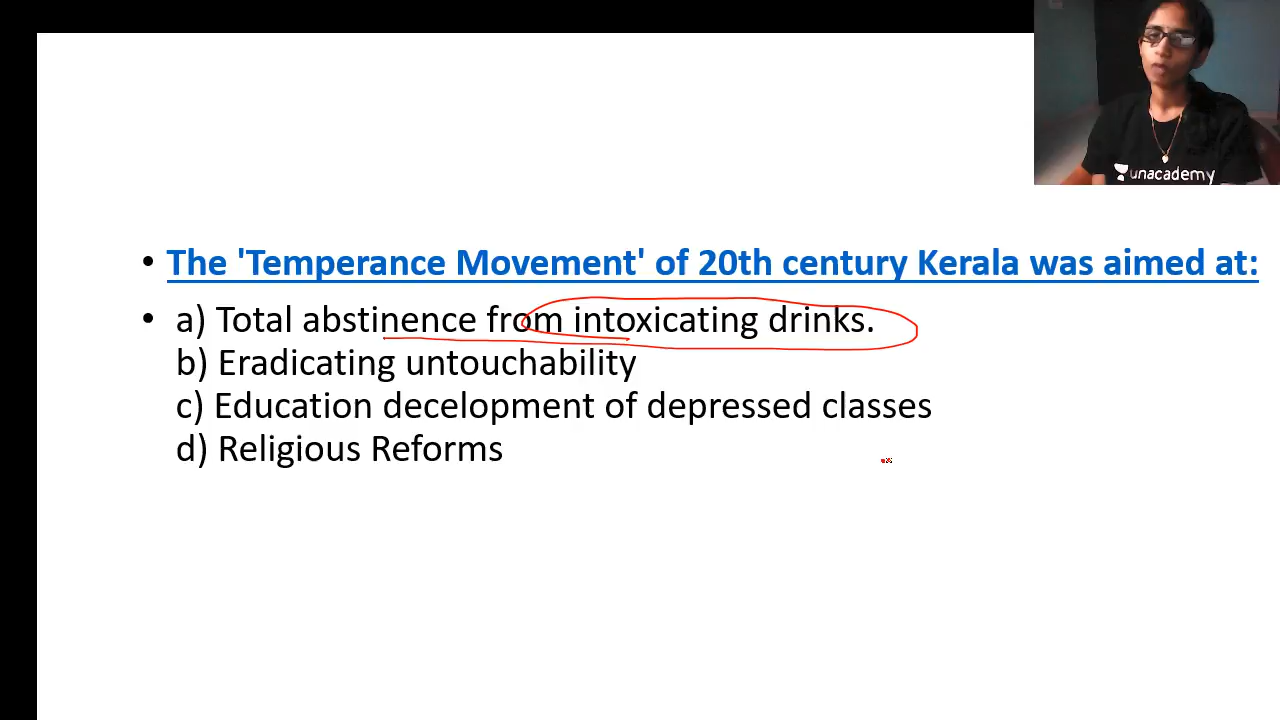 unacademy
• The 'Temperance Movement' of 20th century Kerala was aimed at:
• a) Total abstinence from intoxicating drinks.
b) Eradicating untouchability
c) Education decelopment of depressed classes
d) Religious Reforms